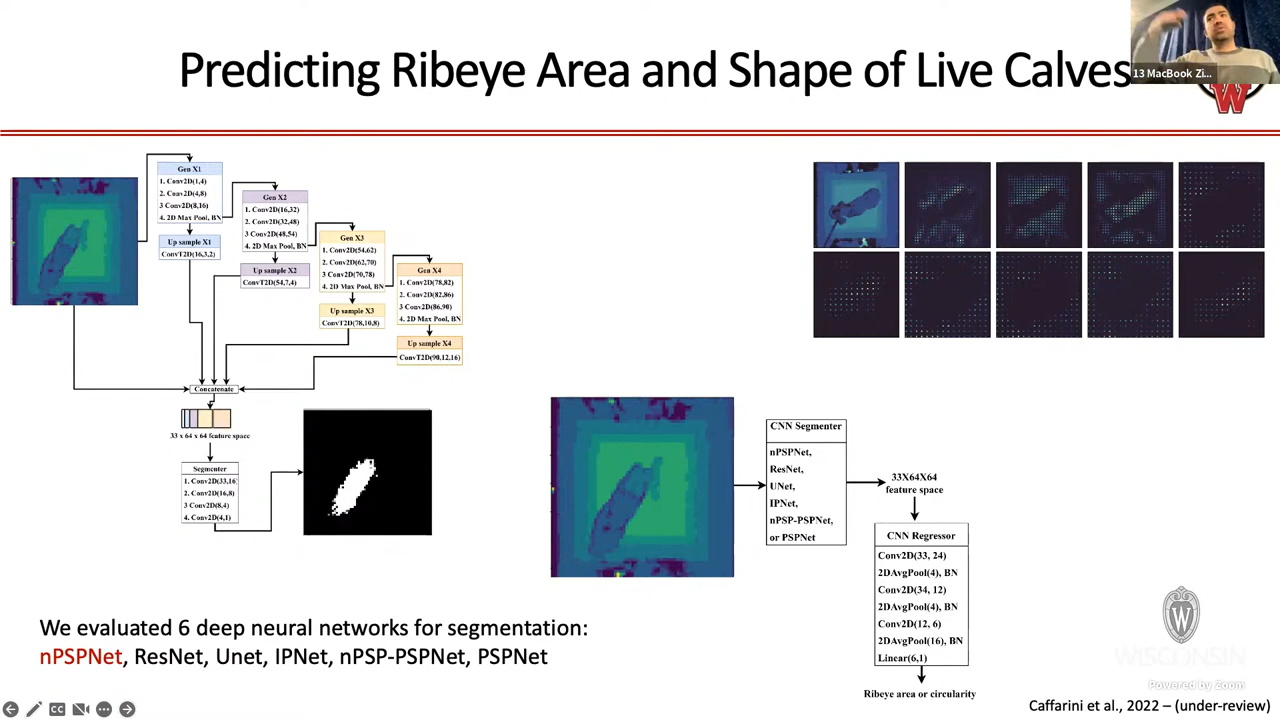 Predicting Ribeye Area and Shape of Live Calves
13 MacBook Zi...
W
Gen X1
1. Conv2D(1,4)
2. Conv2D(4,8)
3 Conv2D(8,16)
4. 2D Max Pool, BN
Up sample X1
ConvT2D(16,3,2)
Gen X2
1. Conv2D(16,32)
2. Conv2D(32,48)
3 Conv2D(48,54)
4. 2D Max Pool, BN
Up sample X2
ConvT2D(54,7,4)
Gen X3
1. Conv2D(54,62)
2. Conv2D(62,70)
3 Conv2D(70,78)
4. 2D Max Pool, BN
Up sample X3
ConvT2D(78,10,8)
Gen X4
1. Conv2D(78,82)
2. Conv2D(82,86)
3 Conv2D(86,90)
4. 2D Max Pool, BN
Up sample X4
ConvT2D(90,12,16)
Concatenate
33 x 64 x 64 feature space
Segmenter
1. Conv2D(33,16)
2. Conv2D(16,8)
3 Conv2D(8,4)
4. Conv2D(4,1)
CNN Segmenter
nPSPNet,
ResNet,
UNet,
IPNet,
nPSP-PSPNet,
or PSPNet
33X64X64
feature space
CNN Regressor
Conv2D(33, 24)
2DAvgPool(4), BN
Conv2D(34, 12)
2DAvgPool(4), BN
Conv2D(12, 6)
2DAvgPool(16), BN
Linear(6,1)
Ribeye area or circularity
We evaluated 6 deep neural networks for segmentation:
nPSPNet, ResNet, Unet, IPNet, nPSP-PSPNet, PSPNet
W
WISCONSIN
Powered by Zoom
Caffarini et al., 2022 – (under-review)
CC